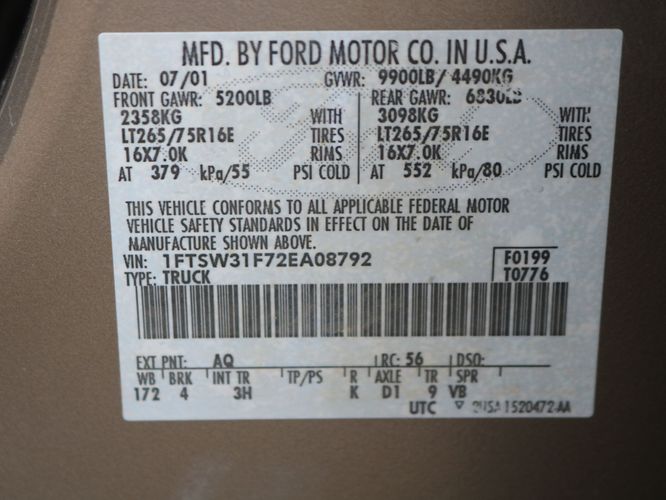 MFD. BY FORD MOTOR CO. IN U.S.A.
DATE: 07/01 GVWR: 9900LB/ 4490KG
FRONT GAWR: 5200LB REAR GAWR: 6830LB
2358KG WITH 3098KG WITH
LT265/75R16E TIRES LT265/75R16E TIRES
16X7.0K RIMS 16X7.0K RIMS
AT 379 kPa/55 PSI COLD AT 552 kPa/80 PSI COLD
THIS VEHICLE CONFORMS TO ALL APPLICABLE FEDERAL MOTOR
VEHICLE SAFETY STANDARDS IN EFFECT ON THE DATE OF
MANUFACTURE SHOWN ABOVE.
VIN: 1FTSW31F72EA08792 F0199
TYPE: TRUCK T0776
EXT PNT: AQ RC: 56 DSO:
WB BRK INT TR TP/PS R AXLE TR SPR
172 4 3H K D1 9 VB
UTC 1520472-AA